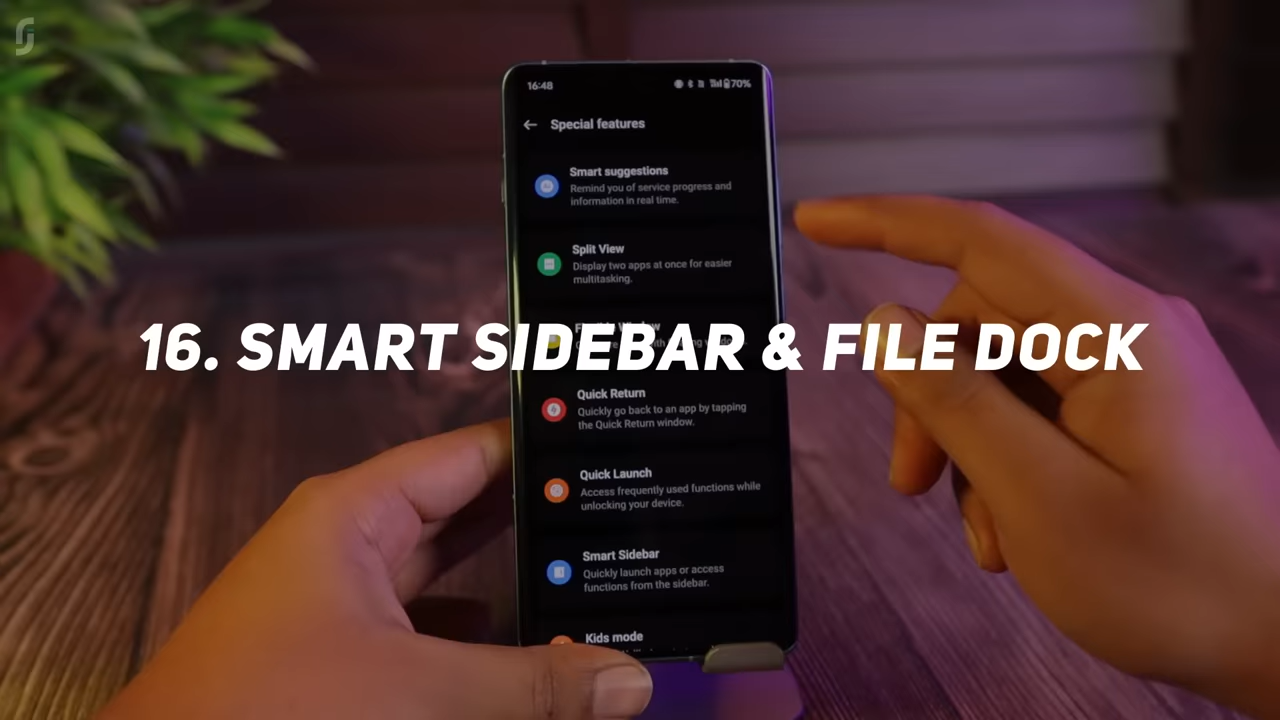 16:48
70%
Special features
Smart suggestions
Remind you of service progress and
information in real time.
Split View
Display two apps at once for easier
multitasking.
16. SMART SIDEBAR & FILE DOCK
Quick Return
Quickly go back to an app by tapping
the Quick Return window.
Quick Launch
Access frequently used functions while
unlocking your device.
Smart Sidebar
Quickly launch apps or access
functions from the sidebar.
Kids mode